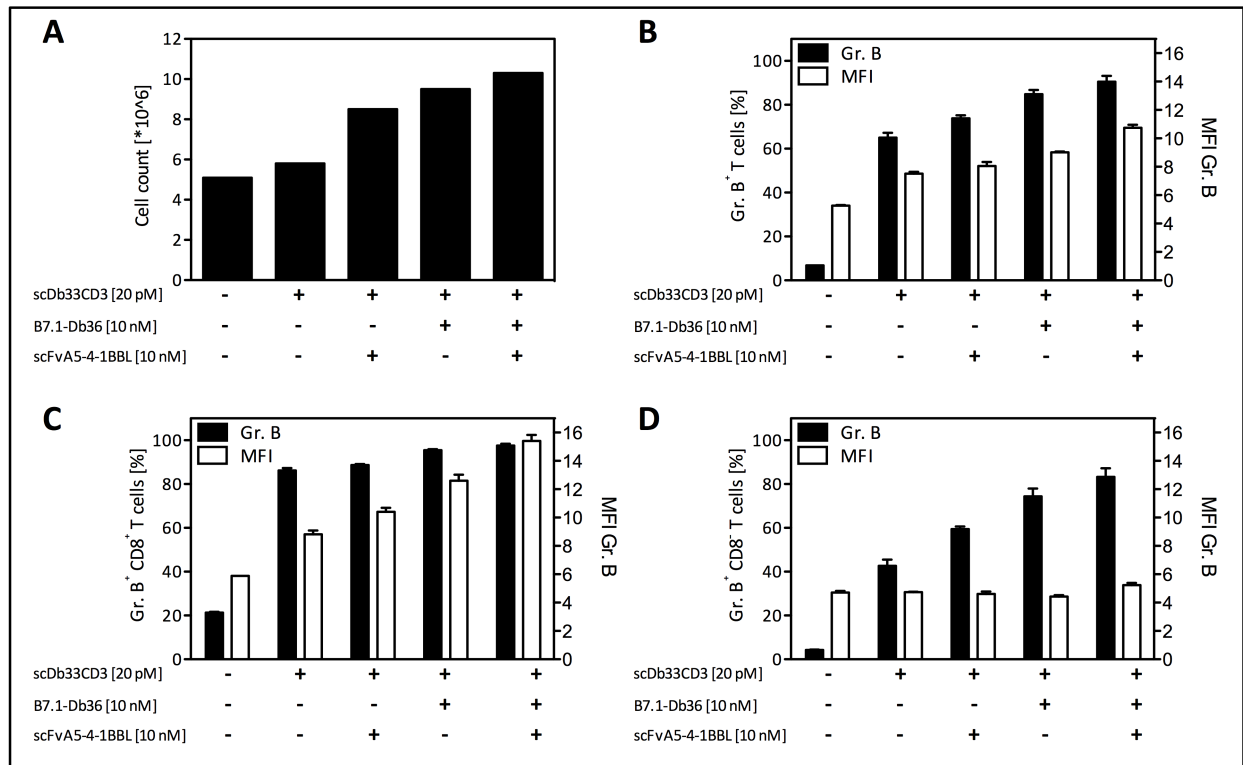 A
Cell count [*10^6]
12
10
8
6
4
2
0
scDb33CD3 [20 pM] - + + + +
B7.1-Db36 [10 nM] - - - + +
scFvA5-4-1BBL [10 nM] - - + - +
B
Gr. B
MFI
Gr. B+ T cells [%]
100
80
60
40
20
0
MFI Gr. B
16
14
12
10
8
6
4
2
0
scDb33CD3 [20 pM] - + + + +
B7.1-Db36 [10 nM] - - - + +
scFvA5-4-1BBL [10 nM] - - + - +
C
Gr. B
MFI
Gr. B+ CD8+ T cells [%]
100
80
60
40
20
0
MFI Gr. B
16
14
12
10
8
6
4
2
0
scDb33CD3 [20 pM] - + + + +
B7.1-Db36 [10 nM] - - - + +
scFvA5-4-1BBL [10 nM] - - + - +
D
Gr. B
MFI
Gr. B+ CD8- T cells [%]
100
80
60
40
20
0
MFI Gr. B
16
14
12
10
8
6
4
2
0
scDb33CD3 [20 pM] - + + + +
B7.1-Db36 [10 nM] - - - + +
scFvA5-4-1BBL [10 nM] - - + - +